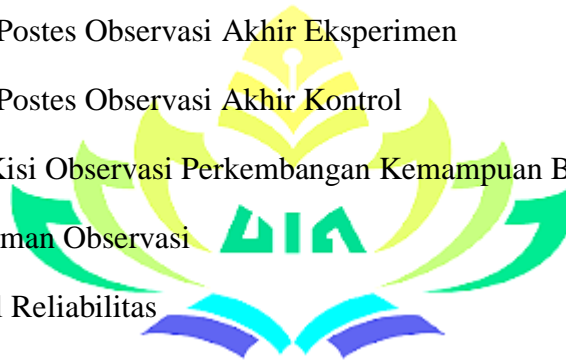 Postes Observasi Akhir Eksperimen
Postes Observasi Akhir Kontrol
Kisi Observasi Perkembangan Kemampuan B
man Observasi
Reliabilitas